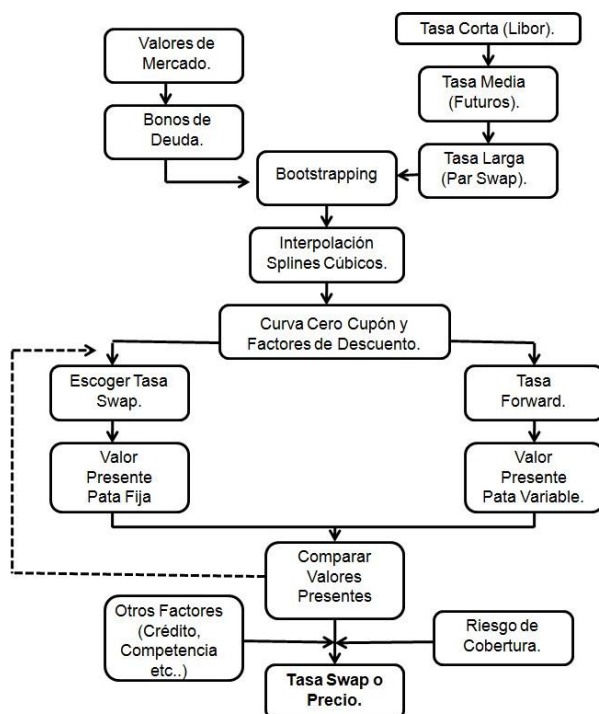 Valores de
Mercado.
Tasa Corta (Libor).
Tasa Media
(Futuros).
Bonos de
Deuda.
Tasa Larga
(Par Swap).
Bootstrapping
Interpolación
Splines Cúbicos.
Curva Cero Cupón y
Factores de Descuento.
Escoger Tasa
Swap.
Tasa
Forward.
Valor
Presente
Pata Fija
Valor
Presente
Pata Variable.
Comparar
Valores
Presentes
Otros Factores
(Crédito,
Competencia
etc..)
Riesgo de
Cobertura.
Tasa Swap o
Precio.